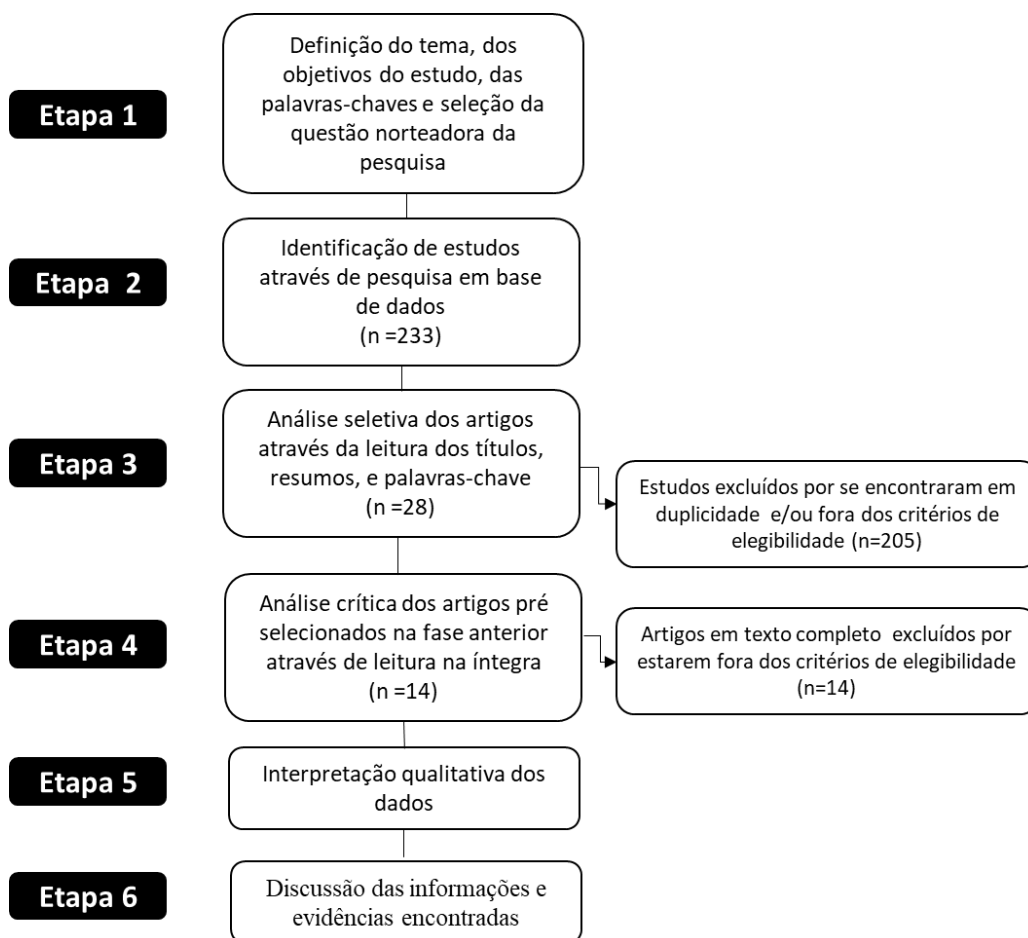 Etapa 1
Definição do tema, dos
objetivos do estudo, das
palavras-chaves e seleção da
questão norteadora da
pesquisa
Etapa 2
Identificação de estudos
através de pesquisa em base
de dados
(n =233)
Etapa 3
Análise seletiva dos artigos
através da leitura dos títulos,
resumos, e palavras-chave
(n =28)
Estudos excluídos por se encontraram em
duplicidade e/ou fora dos critérios de
elegibilidade (n=205)
Etapa 4
Análise crítica dos artigos pré
selecionados na fase anterior
através de leitura na íntegra
(n =14)
Artigos em texto completo excluídos por
estarem fora dos critérios de elegibilidade
(n=14)
Etapa 5
Interpretação qualitativa dos
dados
Etapa 6
Discussão das informações e
evidências encontradas